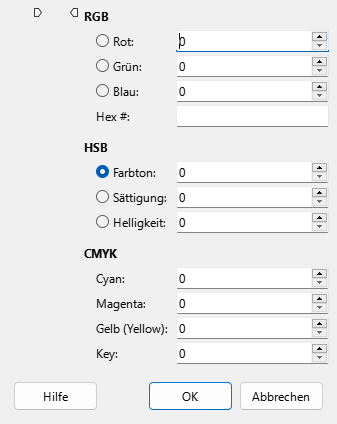 RGB
Rot: 0
Grün: 0
Blau: 0
Hex #:
HSB
Farbton: 0
Sättigung: 0
Helligkeit: 0
CMYK
Cyan: 0
Magenta: 0
Gelb (Yellow): 0
Key: 0
Hilfe OK Abbrechen